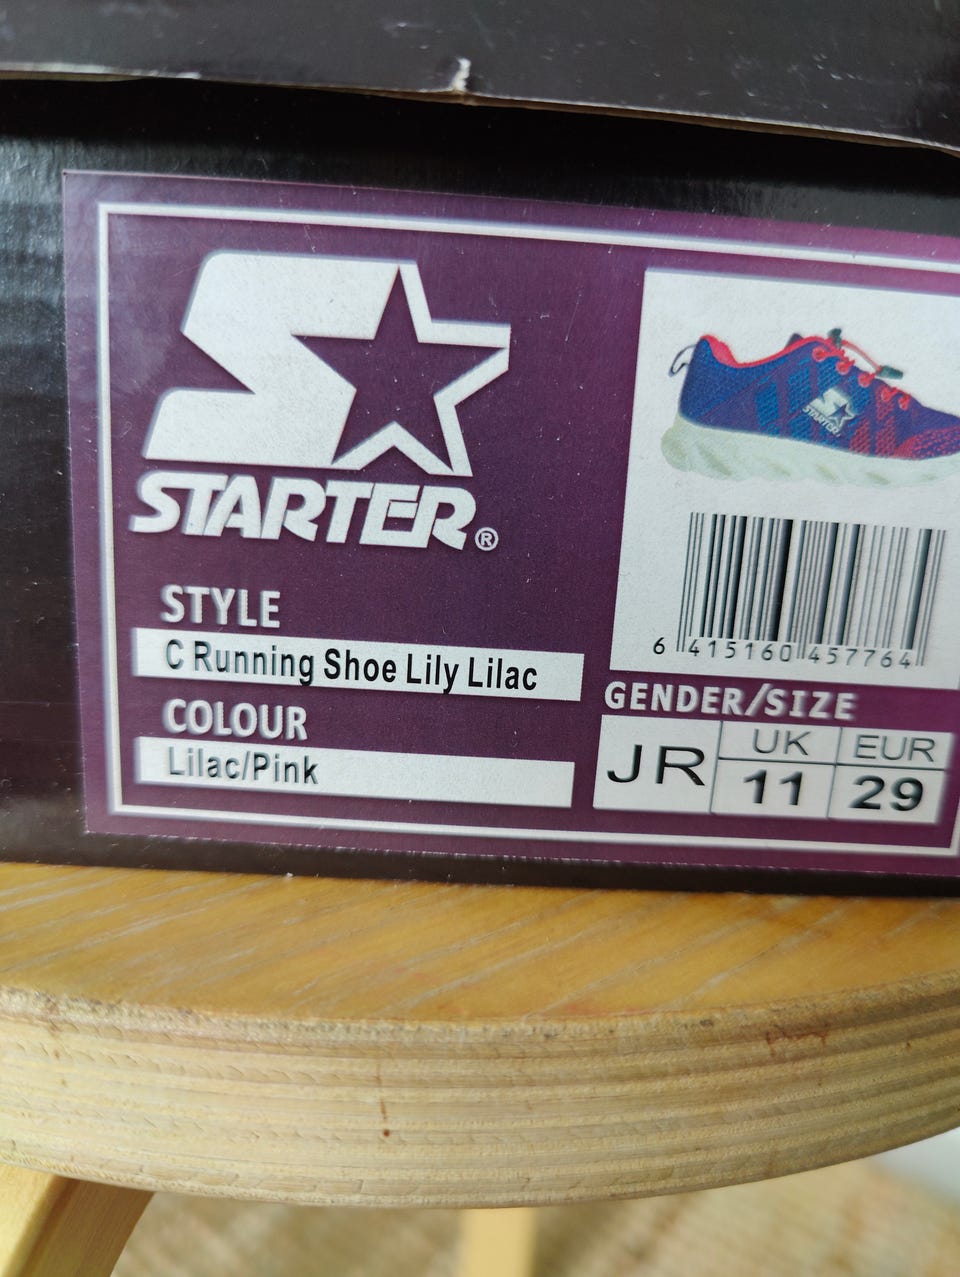 STARTER®
STYLE
C Running Shoe Lily Lilac
COLOUR
Lilac/Pink
STARTER
6 415160 457764
GENDER/SIZE
JR UK EUR
11 29